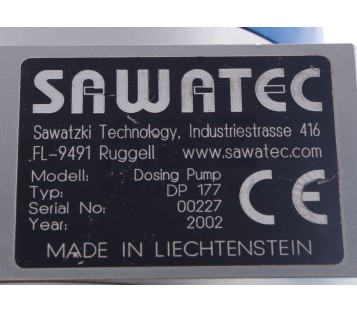 SAWATEC
Sawatzki Technology, Industriestrasse 416
FL-9491 Ruggell www.sawatec.com
Modell: Dosing Pump
Typ: DP 177
Serial No: 00227
Year: 2002
CE
MADE IN LIECHTENSTEIN